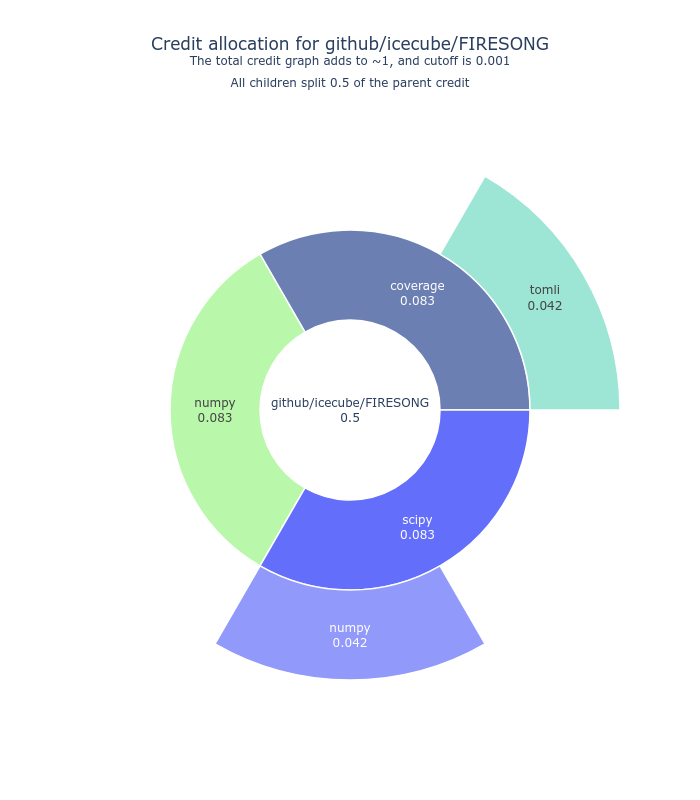 Credit allocation for github/icecube/FIRESONG
The total credit graph adds to ~1, and cutoff is 0.001
All children split 0.5 of the parent credit
coverage
0.083
tomli
0.042
numpy
0.083
github/icecube/FIRESONG
0.5
scipy
0.083
numpy
0.042